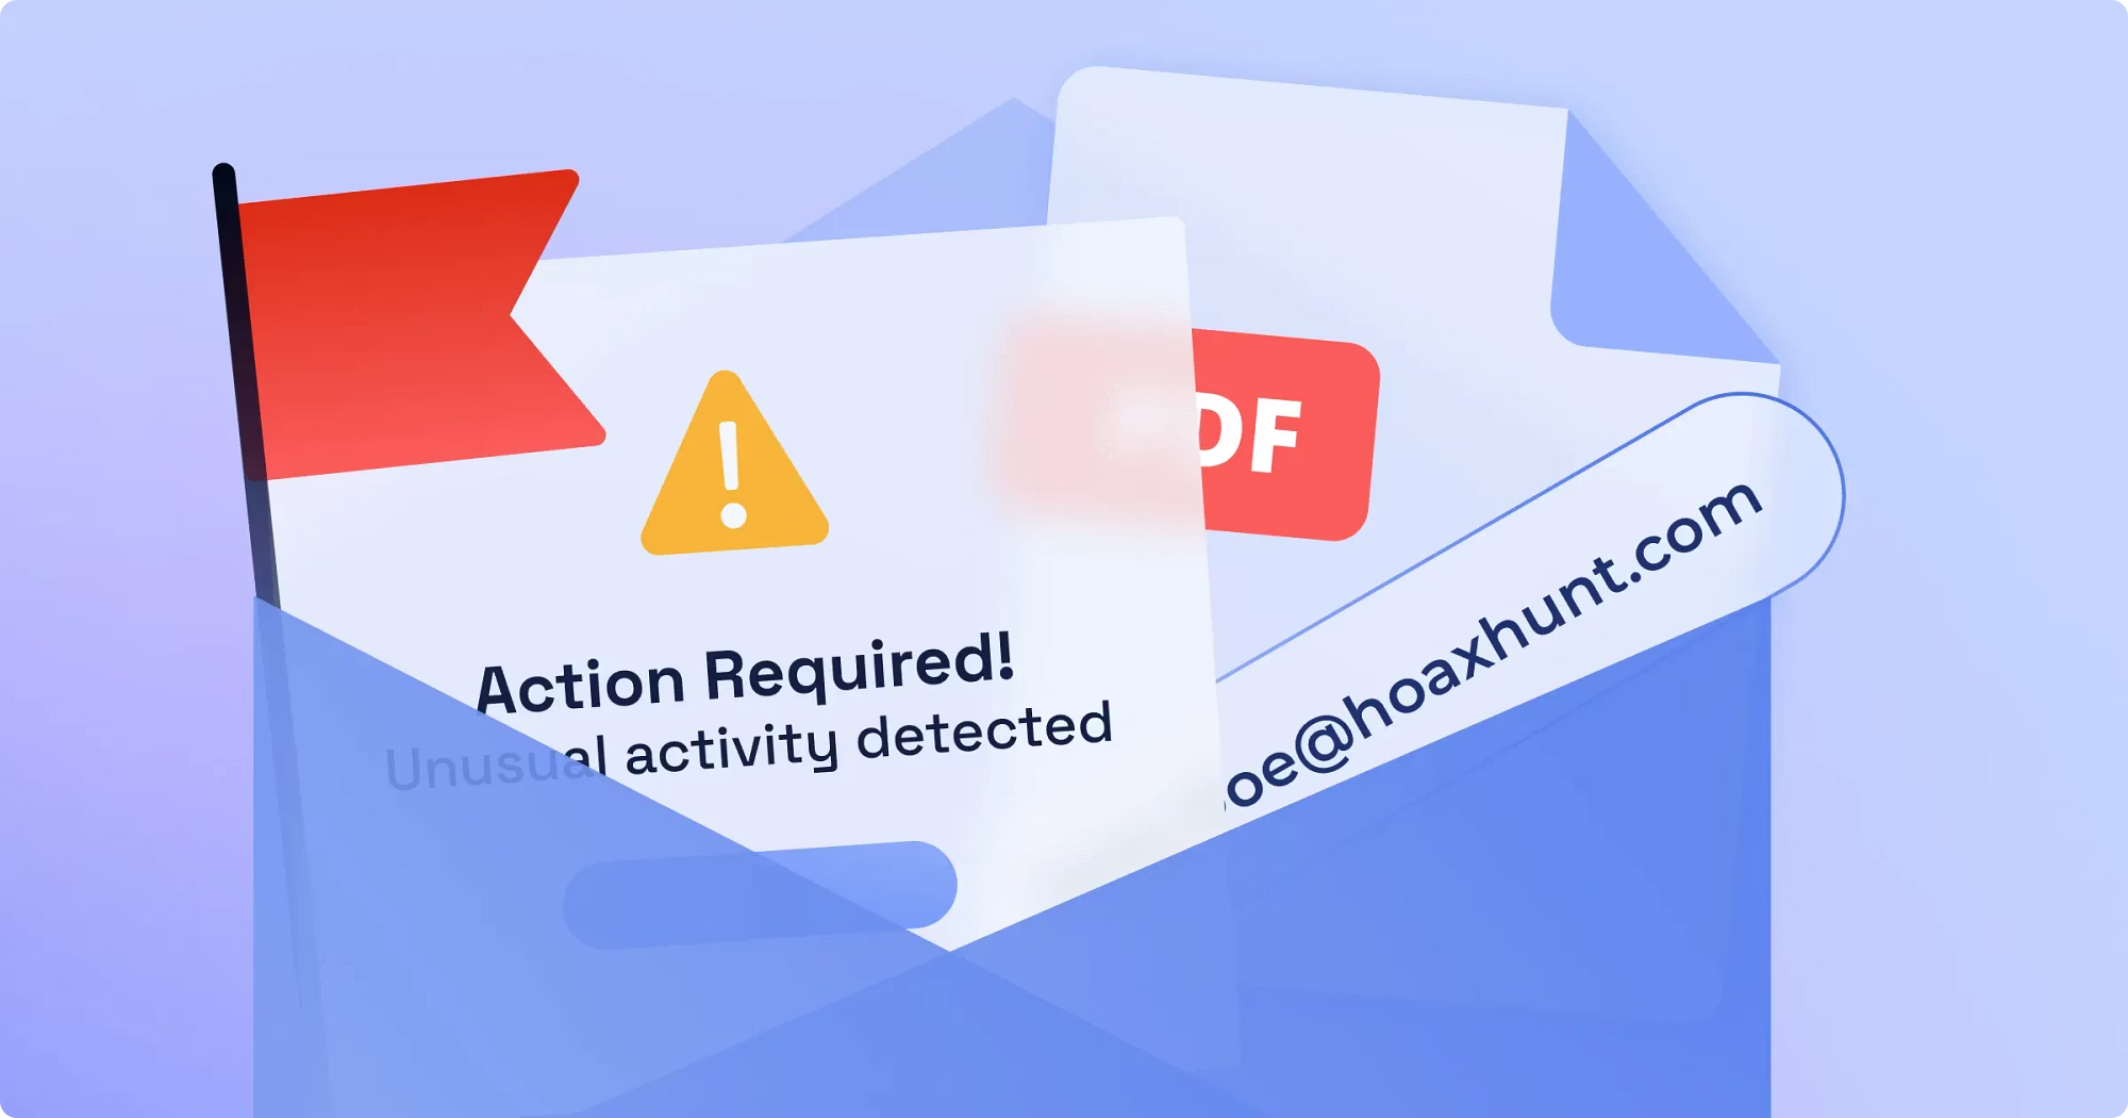 Action Required!
Unusual activity detected
DF
oe@hoaxhunt.com